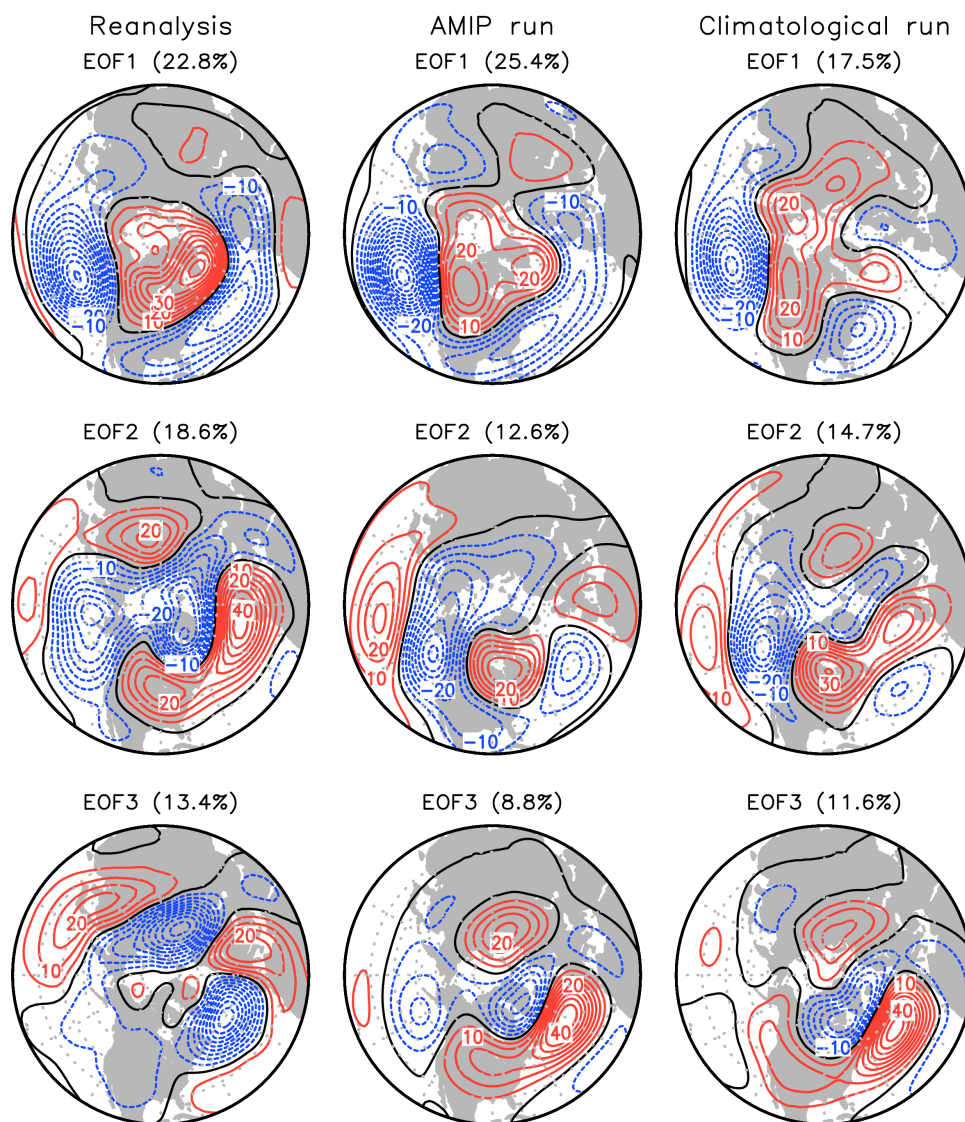 Reanalysis AMIP run Climatological run
EOF1 (22.8%) EOF1 (25.4%) EOF1 (17.5%)
-10 -10 20
20 20
30 20 20
-10 10 -20 10 10
EOF2 (18.6%) EOF2 (12.6%) EOF2 (14.7%)
20
10 20
20 40 20 10
-10 10 -20 20 -20 30 10
20 10 -10
-10
EOF3 (13.4%) EOF3 (8.8%) EOF3 (11.6%)
20 20 20
10 20 10
10 40 -10 40